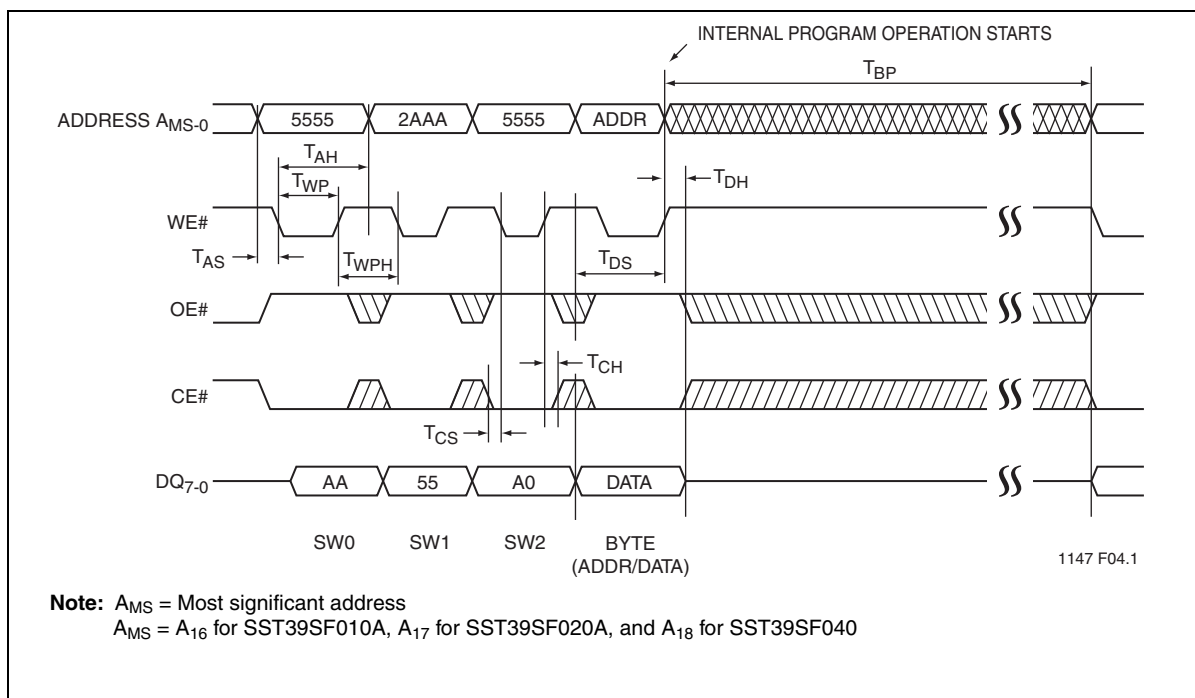 INTERNAL PROGRAM OPERATION STARTS
TBP
ADDRESS AMS-0
5555
2AAA
5555
ADDR
TAH
TWP
TDH
WE#
TAS
TWPH
TDS
OE#
TCH
CE#
TCS
DQ7-0
AA
55
A0
DATA
SW0
SW1
SW2
BYTE
(ADDR/DATA)
1147 F04.1
Note: AMS = Most significant address
AMS = A16 for SST39SF010A, A17 for SST39SF020A, and A18 for SST39SF040